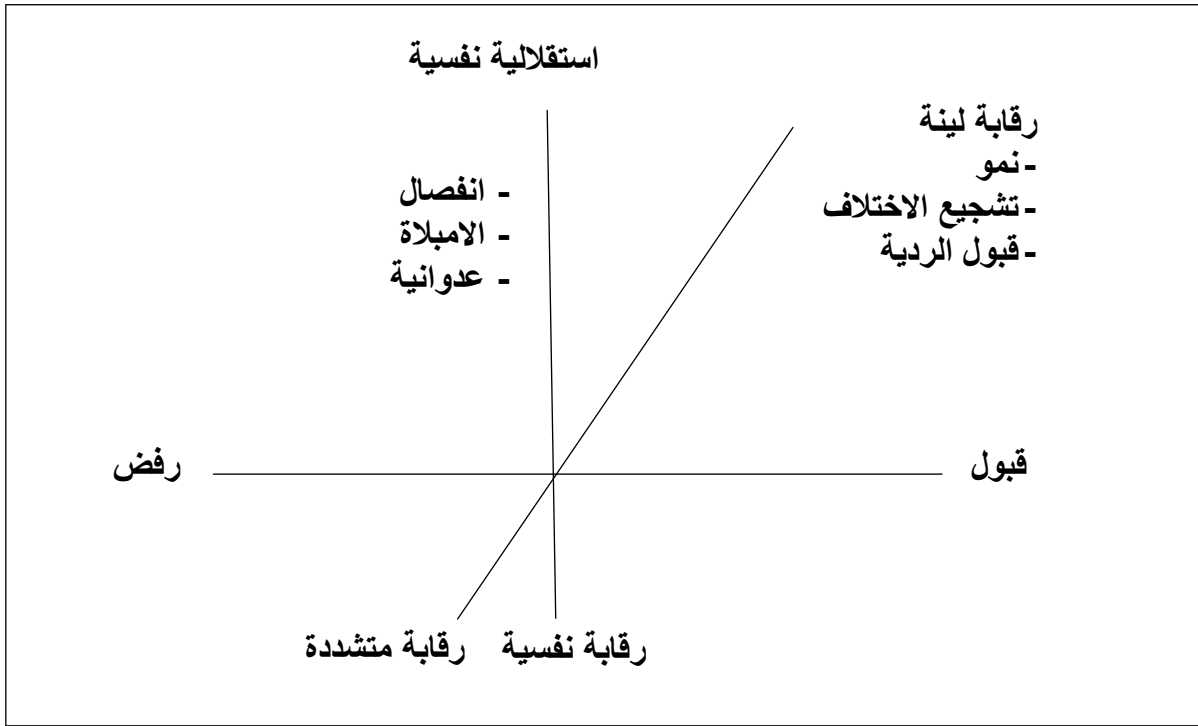 استقلالية نفسية
رقابة لينة
-نمو
-تشجيع الاختلاف
-قبول الردية
- انفصال
- الامبلاة
- عدوانية
قبول
رفض
رقابة نفسية
رقابة متشددة